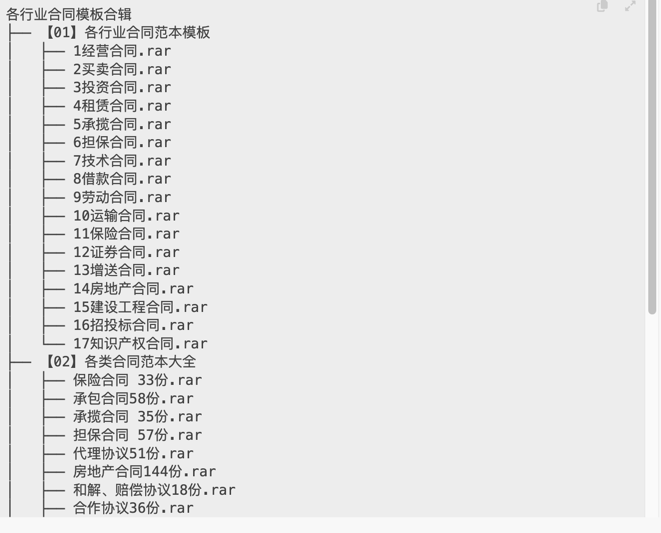 各行业合同模板合辑
├── 【01】各行业合同范本模板
│   ├── 1经营合同.rar
│   ├── 2买卖合同.rar
│   ├── 3投资合同.rar
│   ├── 4租赁合同.rar
│   ├── 5承揽合同.rar
│   ├── 6担保合同.rar
│   ├── 7技术合同.rar
│   ├── 8借款合同.rar
│   ├── 9劳动合同.rar
│   ├── 10运输合同.rar
│   ├── 11保险合同.rar
│   ├── 12证券合同.rar
│   ├── 13增送合同.rar
│   ├── 14房地产合同.rar
│   ├── 15建设工程合同.rar
│   ├── 16招投标合同.rar
│   └── 17知识产权合同.rar
├── 【02】各类合同范本大全
│   ├── 保险合同 33份.rar
│   ├── 承包合同58份.rar
│   ├── 承揽合同 35份.rar
│   ├── 担保合同 57份.rar
│   ├── 代理协议51份.rar
│   ├── 房地产合同144份.rar
│   ├── 和解、赔偿协议18份.rar
│   ├── 合作协议36份.rar